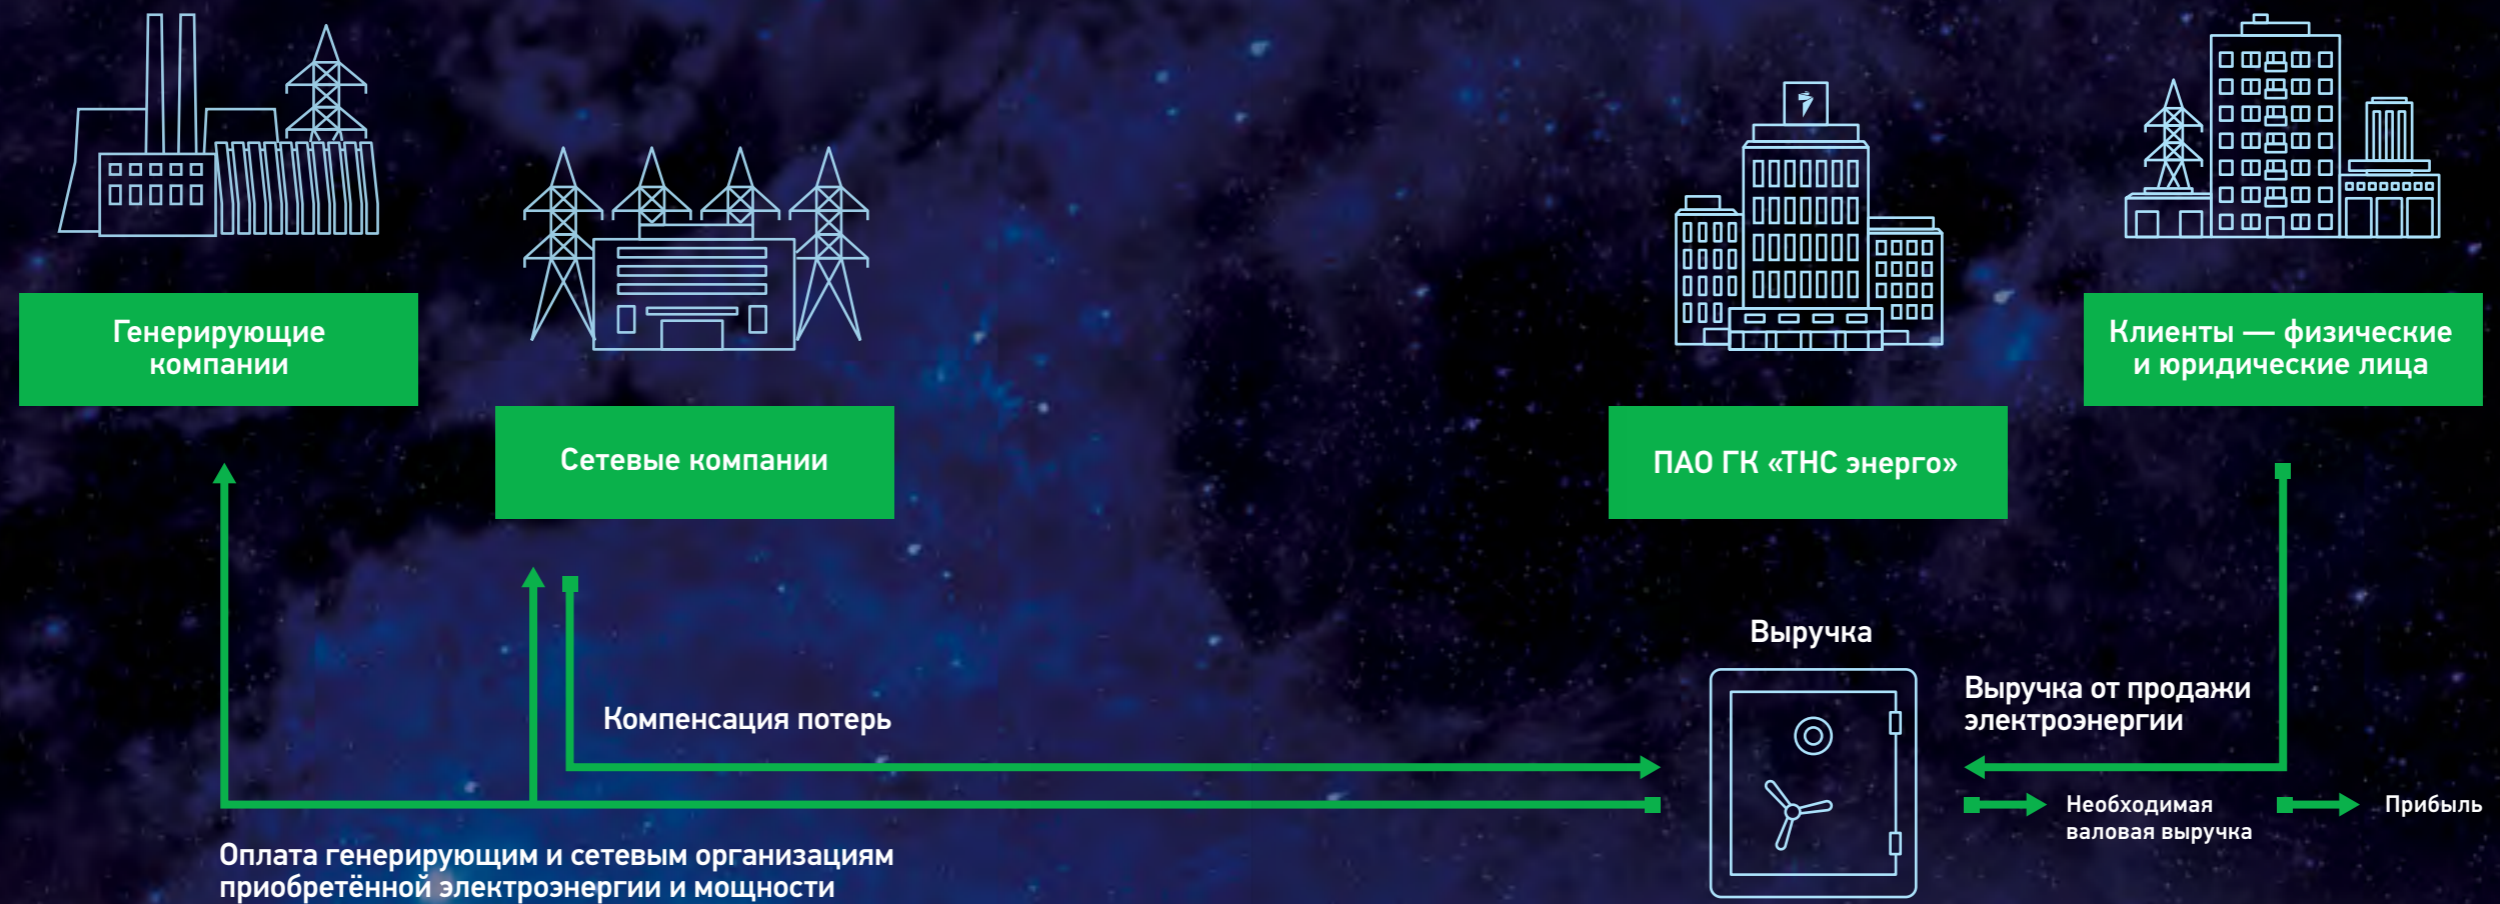 Генерирующие
компании
Сетевые компании
ПАО ГК «ТНС энерго»
Клиенты — физические
и юридические лица
Выручка
Компенсация потерь
Выручка от продажи
электроэнергии
Необходимая
валовая выручка
Прибыль
Оплата генерирующим и сетевым организациям
приобретённой электроэнергии и мощности